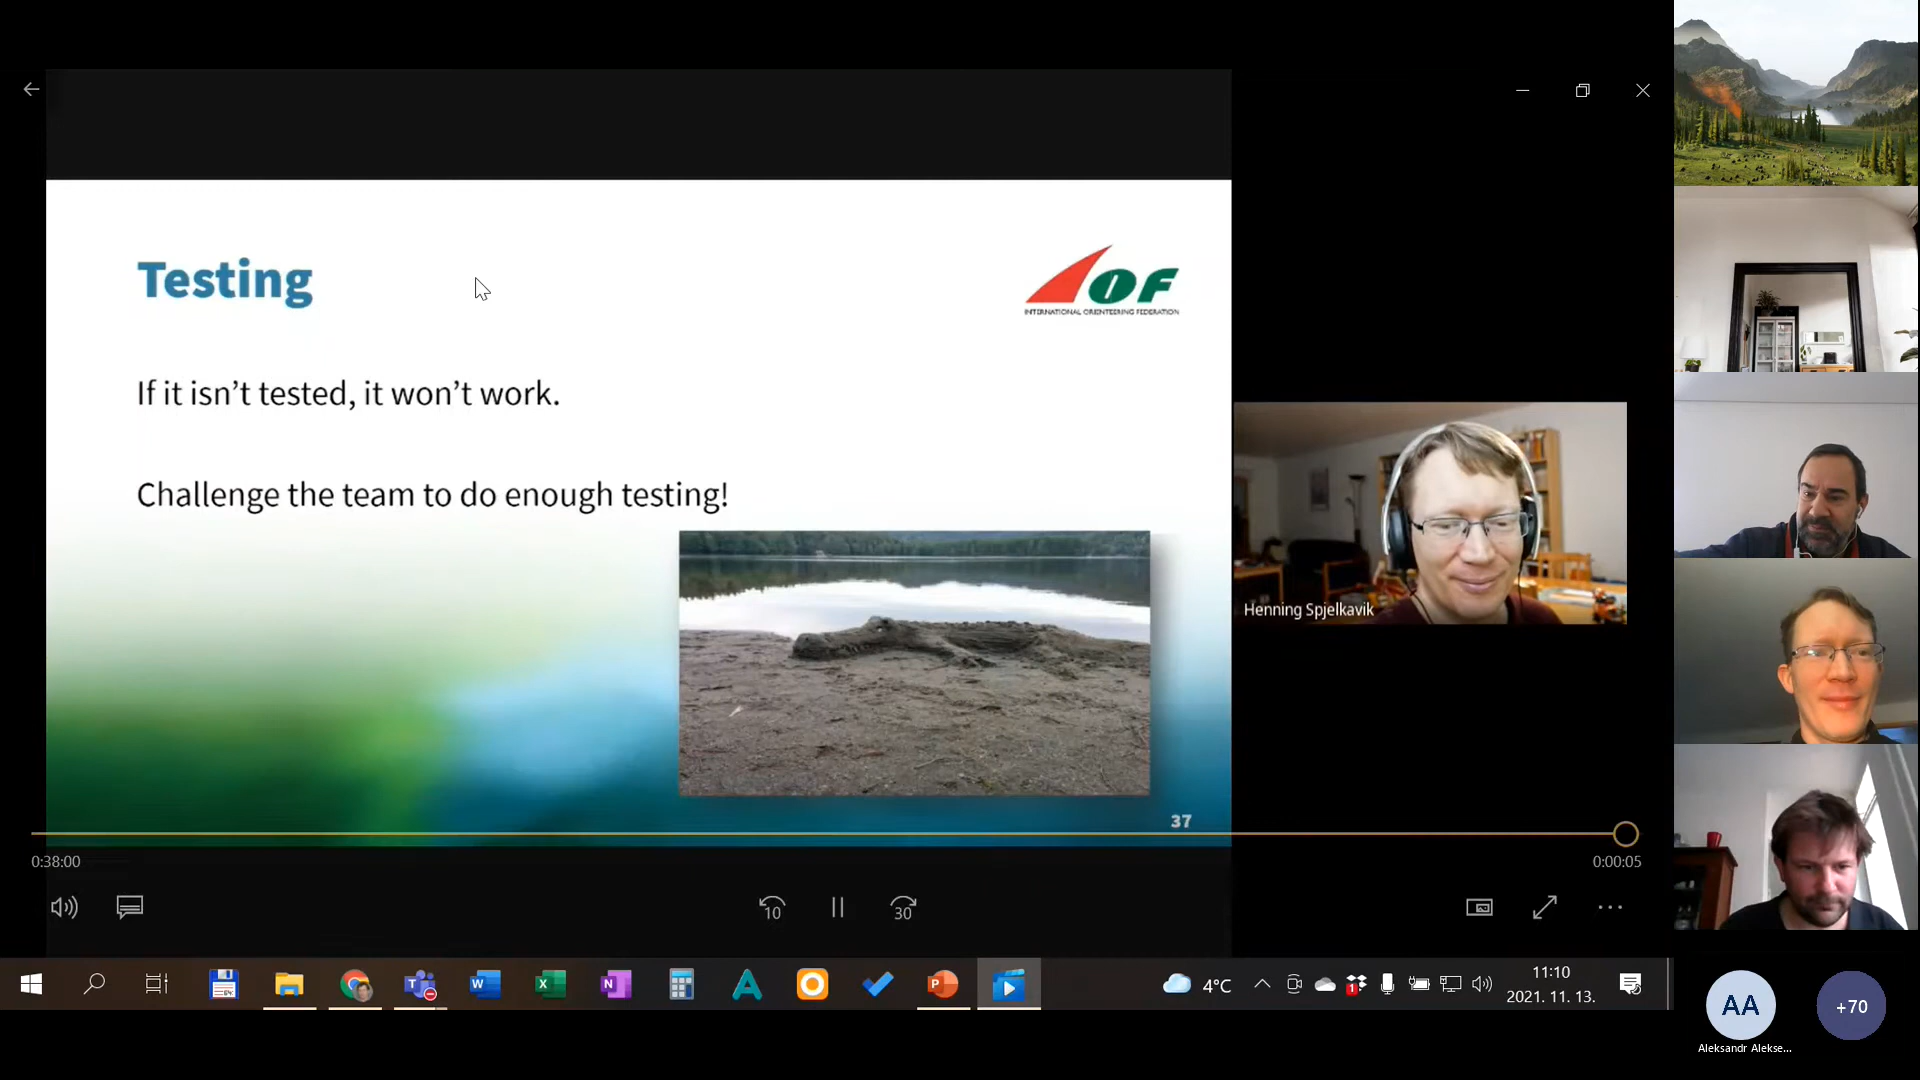 Testing
IOF
INTERNATIONAL ORIENTEERING FEDERATION
If it isn't tested, it won't work.
Challenge the team to do enough testing!
Henning Spjelkavik
37
0:38:00
0:00:05
10
30
4°C
11:10
2021. 11. 13.
AA
+70
Aleksandr Alekse...